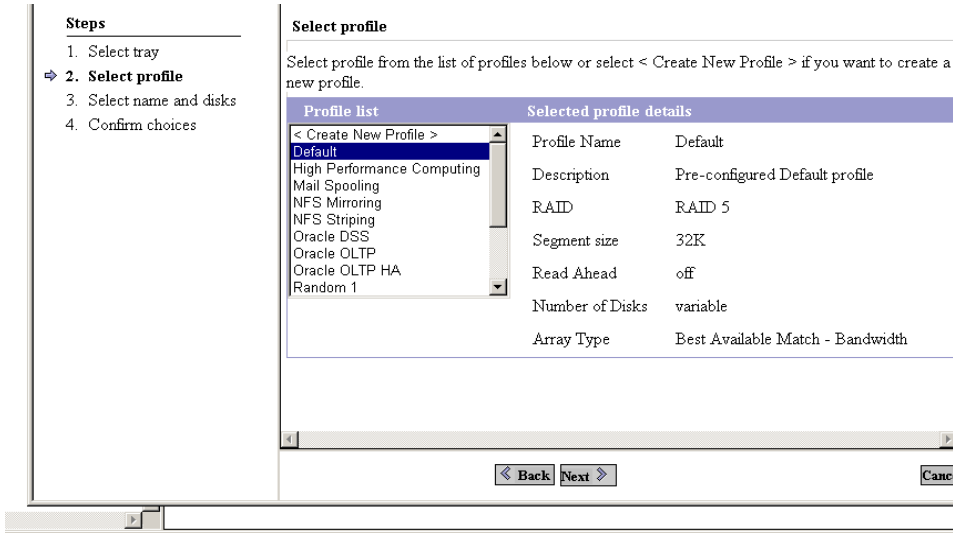 Steps
1. Select tray
2. Select profile
3. Select name and disks
4. Confirm choices
Select profile
Select profile from the list of profiles below or select < Create New Profile > if you want to create a
new profile.
Profile list
< Create New Profile >
Default
High Performance Computing
Mail Spooling
NFS Mirroring
NFS Striping
Oracle DSS
Oracle OLTP
Oracle OLTP HA
Random 1
Selected profile details
Profile Name Default
Description Pre-configured Default profile
RAID RAID 5
Segment size 32K
Read Ahead off
Number of Disks variable
Array Type Best Available Match - Bandwidth
Back Next